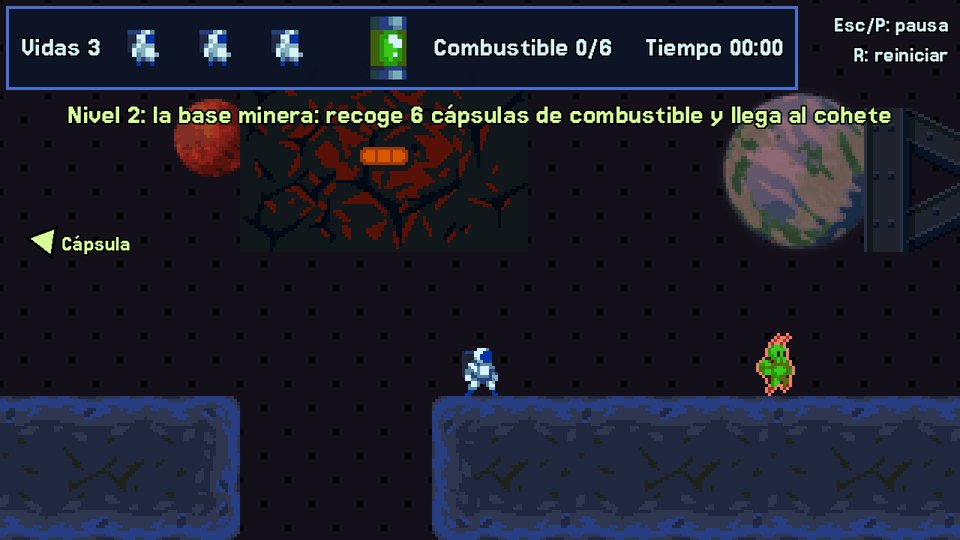 Vidas 3
Combustible 0/6
Tiempo 00:00
Esc/P: pausa
R: reiniciar
Nivel 2: la base minera: recoge 6 cápsulas de combustible y llega al cohete
Cápsula